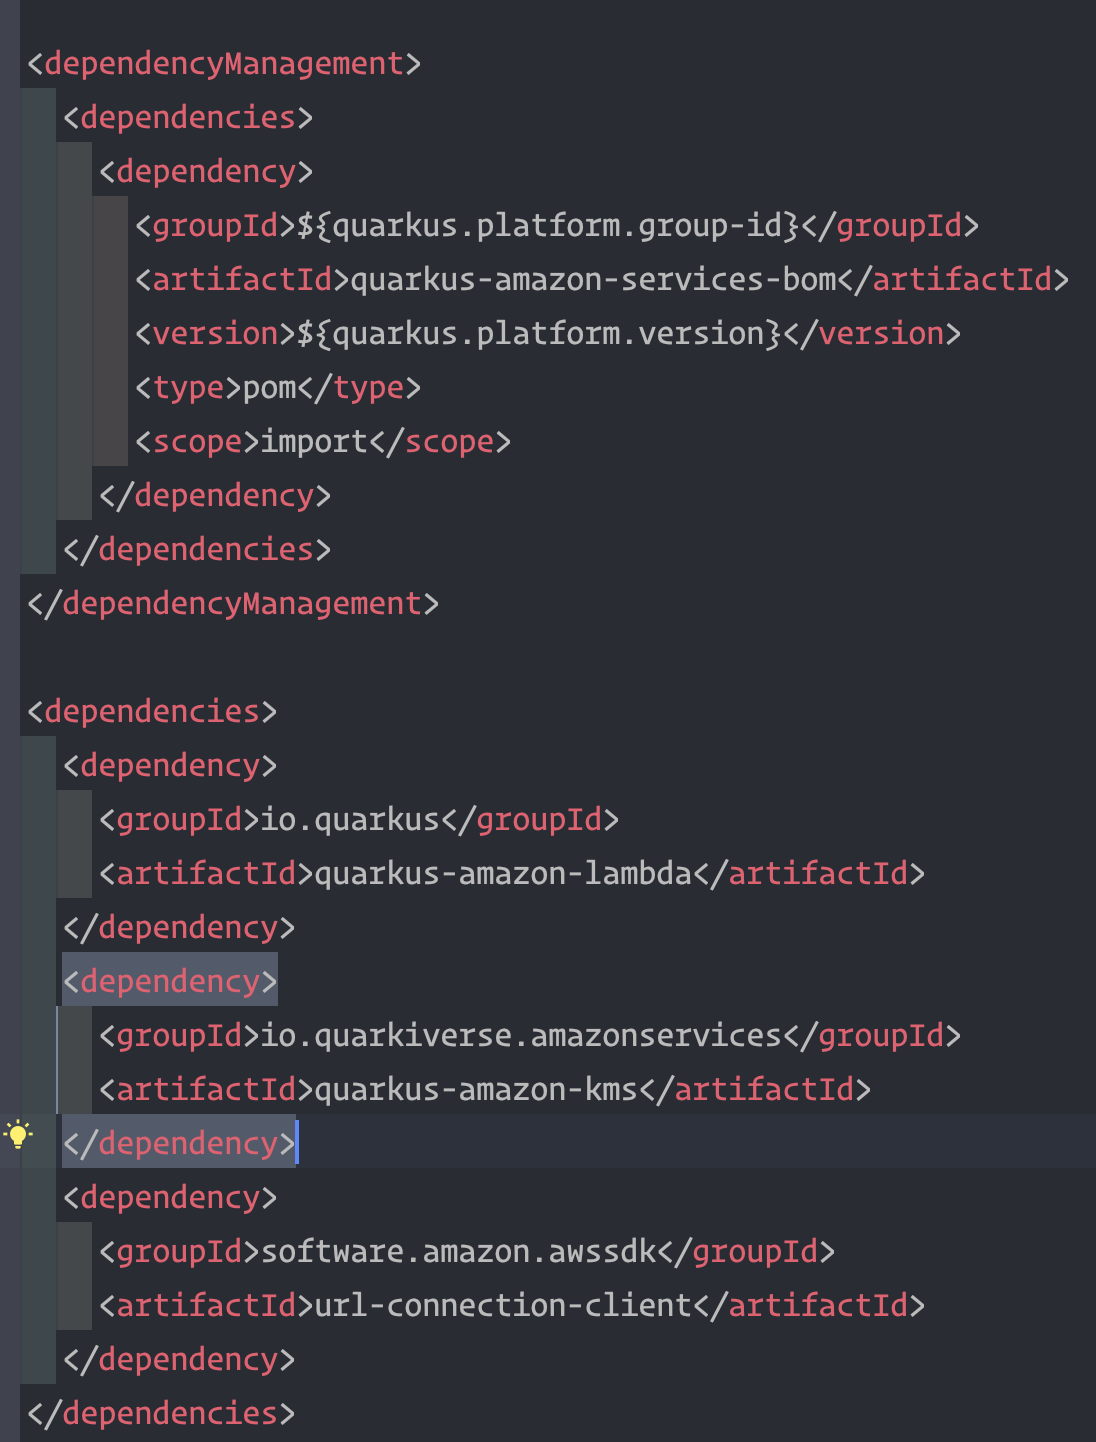 <dependencyManagement>
<dependencies>
<dependency>
<groupId>${quarkus.platform.group-id}</groupId>
<artifactId>quarkus-amazon-services-bom</artifactId>
<version>${quarkus.platform.version}</version>
<type>pom</type>
<scope>import</scope>
</dependency>
</dependencies>
</dependencyManagement>
<dependencies>
<dependency>
<groupId>io.quarkus</groupId>
<artifactId>quarkus-amazon-lambda</artifactId>
</dependency>
<dependency>
<groupId>io.quarkiverse.amazonservices</groupId>
<artifactId>quarkus-amazon-kms</artifactId>
</dependency>
<dependency>
<groupId>software.amazon.awssdk</groupId>
<artifactId>url-connection-client</artifactId>
</dependency>
</dependencies>